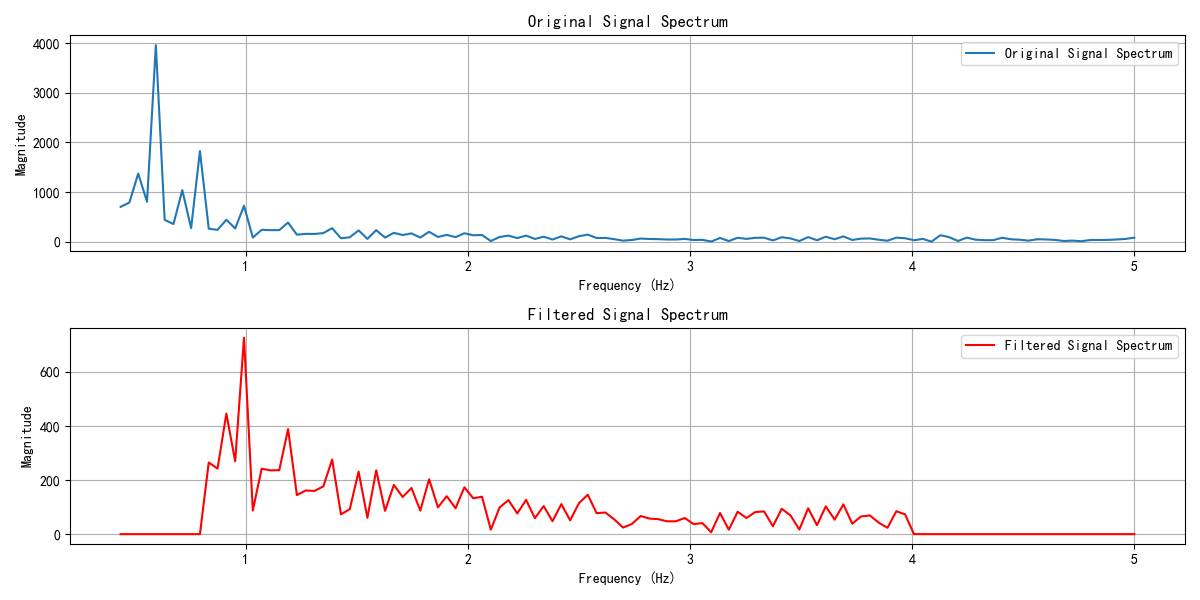 Original Signal Spectrum
Original Signal Spectrum
Magnitude
4000
3000
2000
1000
0
1 2 3 4 5
Frequency (Hz)
Filtered Signal Spectrum
Filtered Signal Spectrum
Magnitude
600
400
200
0
1 2 3 4 5
Frequency (Hz)